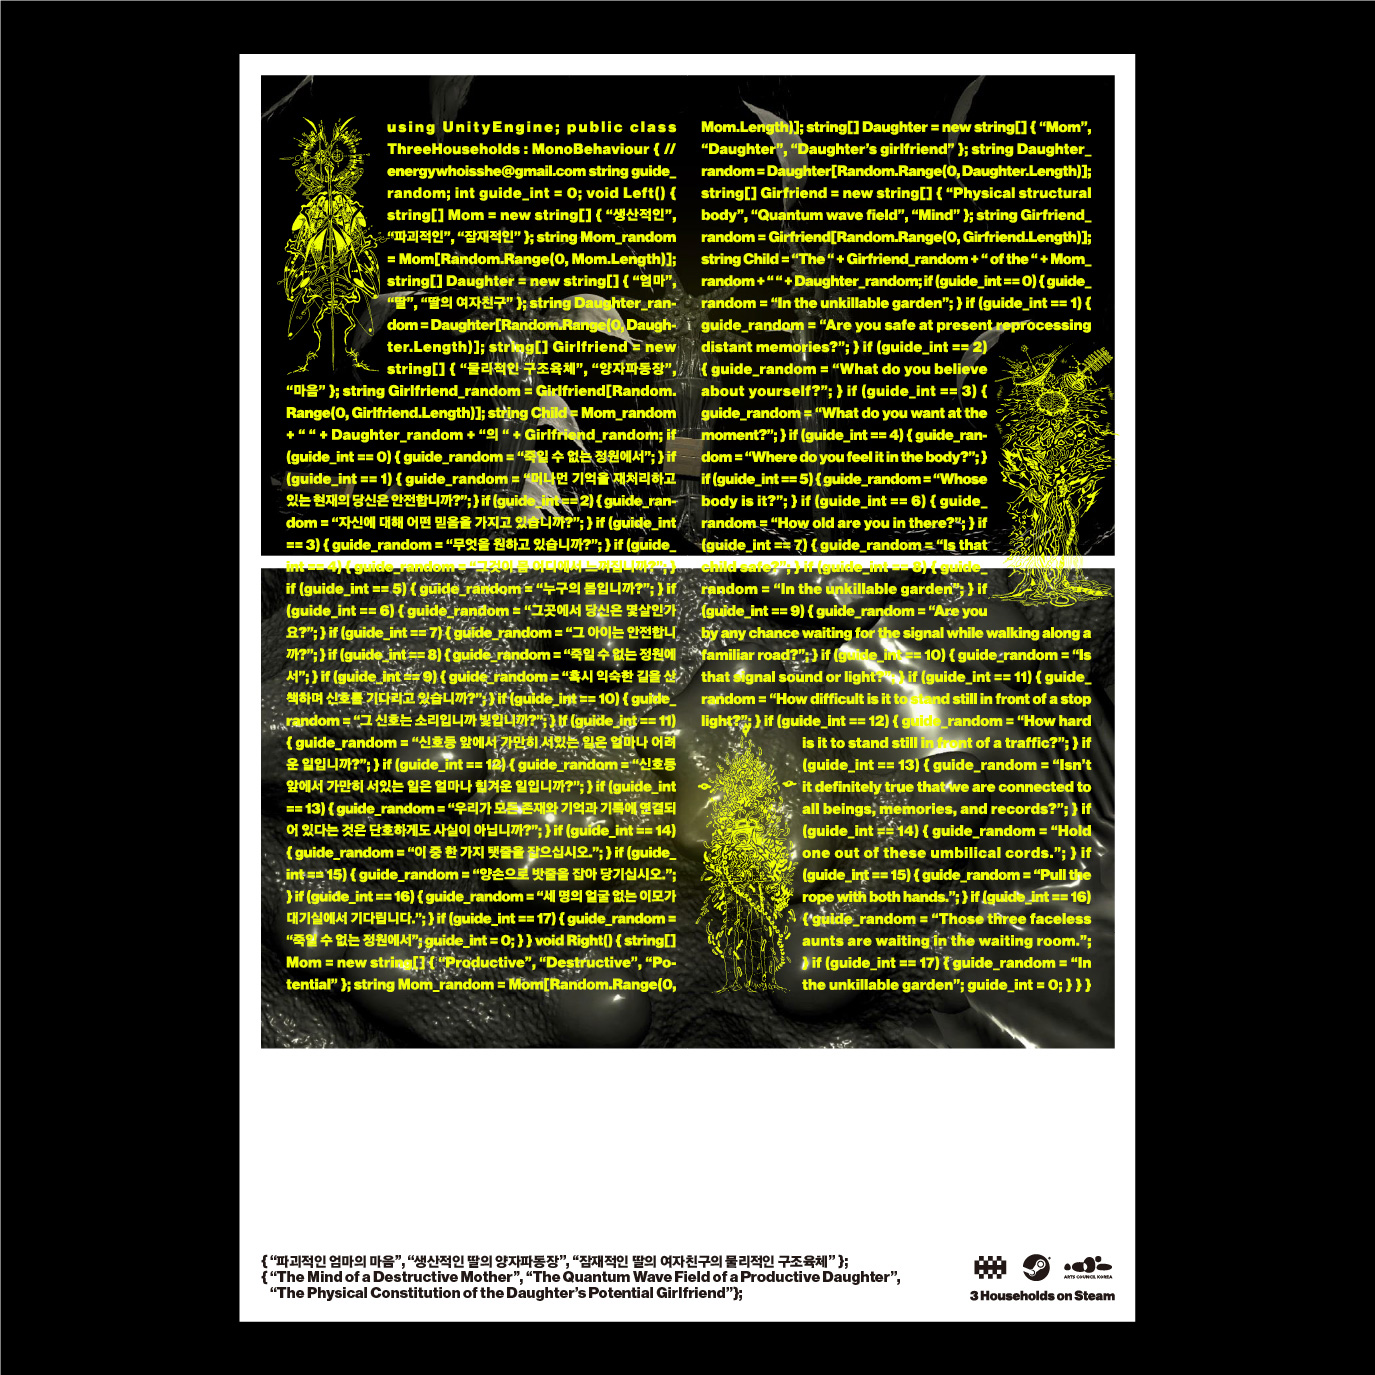 using UnityEngine; public class
ThreeHouseholds : MonoBehaviour { //
energywhoisshe@gmail.com string guide_
random; int guide_int = 0; void Left() {
string[] Mom = new string[] { “생산적인”,
“파괴적인”, “잠재적인” }; string Mom_random
= Mom[Random.Range(0, Mom.Length)];
string[] Daughter = new string[] { “엄마”,
“딸”, “딸의 여자친구” }; string Daughter_ran-
dom = Daughter[Random.Range(0, Daugh-
ter.Length)]; string[] Girlfriend = new
string[] { “물리적인 구조육체”, “양자파동장”,
“마음” }; string Girlfriend_random = Girlfriend[Random.
Range(0, Girlfriend.Length)]; string Child = Mom_random
+ “ “ + Daughter_random + “의 “ + Girlfriend_random; if
(guide_int == 0) { guide_random = “죽일 수 없는 정원에서”; } if
(guide_int == 1) { guide_random = “머나먼 기억을 재처리하고
있는 현재의 당신은 안전합니까?”; } if (guide_int == 2) { guide_ran-
dom = “자신에 대해 어떤 믿음을 가지고 있습니까?”; } if (guide_int
== 3) { guide_random = “무엇을 원하고 있습니까?”; } if (guide_
int == 4) { guide_random = “그것이 몸 어디에서 느껴집니까?”; }
if (guide_int == 5) { guide_random = “누구의 몸입니까?”; } if
(guide_int == 6) { guide_random = “그곳에서 당신은 몇살인가
요?”; } if (guide_int == 7) { guide_random = “그 아이는 안전합니
까?”; } if (guide_int == 8) { guide_random = “죽일 수 없는 정원에
서”; } if (guide_int == 9) { guide_random = “혹시 익숙한 길을 산
책하며 신호를 기다리고 있습니까?”; } if (guide_int == 10) { guide_
random = “그 신호는 소리입니까 빛입니까?”; } if (guide_int == 11)
{ guide_random = “신호등 앞에서 가만히 서있는 일은 얼마나 어려
운 일입니까?”; } if (guide_int == 12) { guide_random = “신호등
앞에서 가만히 서있는 일은 얼마나 힘겨운 일입니까?”; } if (guide_int
== 13) { guide_random = “우리가 모든 존재와 기억과 기록에 연결되
어 있다는 것은 단호하게도 사실이 아닙니까?”; } if (guide_int == 14)
{ guide_random = “이 중 한 가지 탯줄을 잡으십시오.”; } if (guide_
int == 15) { guide_random = “양손으로 밧줄을 잡아 당기십시오.”;
} if (guide_int == 16) { guide_random = “세 명의 얼굴 없는 이모가
대기실에서 기다립니다.”; } if (guide_int == 17) { guide_random =
“죽일 수 없는 정원에서”; guide_int = 0; } } void Right() { string[]
Mom = new string[] { “Productive”, “Destructive”, “Po-
tential” }; string Mom_random = Mom[Random.Range(0,
Mom.Length)]; string[] Daughter = new string[] { “Mom”,
“Daughter”, “Daughter’s girlfriend” }; string Daughter_
random = Daughter[Random.Range(0, Daughter.Length)];
string[] Girlfriend = new string[] { “Physical structural
body”, “Quantum wave field”, “Mind” }; string Girfriend_
random = Girfriend[Random.Range(0, Girlfriend.Length)];
string Child = “The “ + Girfriend_random + “ of the “ + Mom_
random + “ “ + Daughter_random; if (guide_int == 0) { guide_
random = “In the unkillable garden”; } if (guide_int == 1) {
guide_random = “Are you safe at present reprocessing
distant memories?”; } if (guide_int == 2)
{ guide_random = “What do you believe
about yourself?”; } if (guide_int == 3) {
guide_random = “What do you want at the
moment?”; } if (guide_int == 4) { guide_ran-
dom = “Where do you feel it in the body?”; }
if (guide_int == 5) { guide_random = “Whose
body is it?”; } if (guide_int == 6) { guide_
random = “How old are you in there?”; } if
(guide_int == 7) { guide_random = “Is that
child safe?”; } if (guide_int == 8) { guide_
random = “In the unkillable garden”; } if
(guide_int == 9) { guide_random = “Are you
by any chance waiting for the signal while walking along a
familiar road?”; } if (guide_int == 10) { guide_random = “Is
that signal sound or light?”; } if (guide_int == 11) { guide_
random = “How difficult is it to stand still in front of a stop
light?”; } if (guide_int == 12) { guide_random = “How hard
is it to stand still in front of a traffic?”; } if
(guide_int == 13) { guide_random = “Isn’t
it definitely true that we are connected to
all beings, memories, and records?”; } if
(guide_int == 14) { guide_random = “Hold
one out of these umbilical cords.”; } if
(guide_int == 15) { guide_random = “Pull the
rope with both hands.”; } if (guide_int == 16)
{ guide_random = “Those three faceless
aunts are waiting in the waiting room.”;
} if (guide_int == 17) { guide_random = “In
the unkillable garden”; guide_int = 0; } } }
{ “파괴적인 엄마의 마음”, “생산적인 딸의 양자파동장”, “잠재적인 딸의 여자친구의 물리적인 구조육체” };
{ “The Mind of a Destructive Mother”, “The Quantum Wave Field of a Productive Daughter”,
“The Physical Constitution of the Daughter’s Potential Girlfriend”};
ARTS COUNCIL KOREA
3 Households on Steam